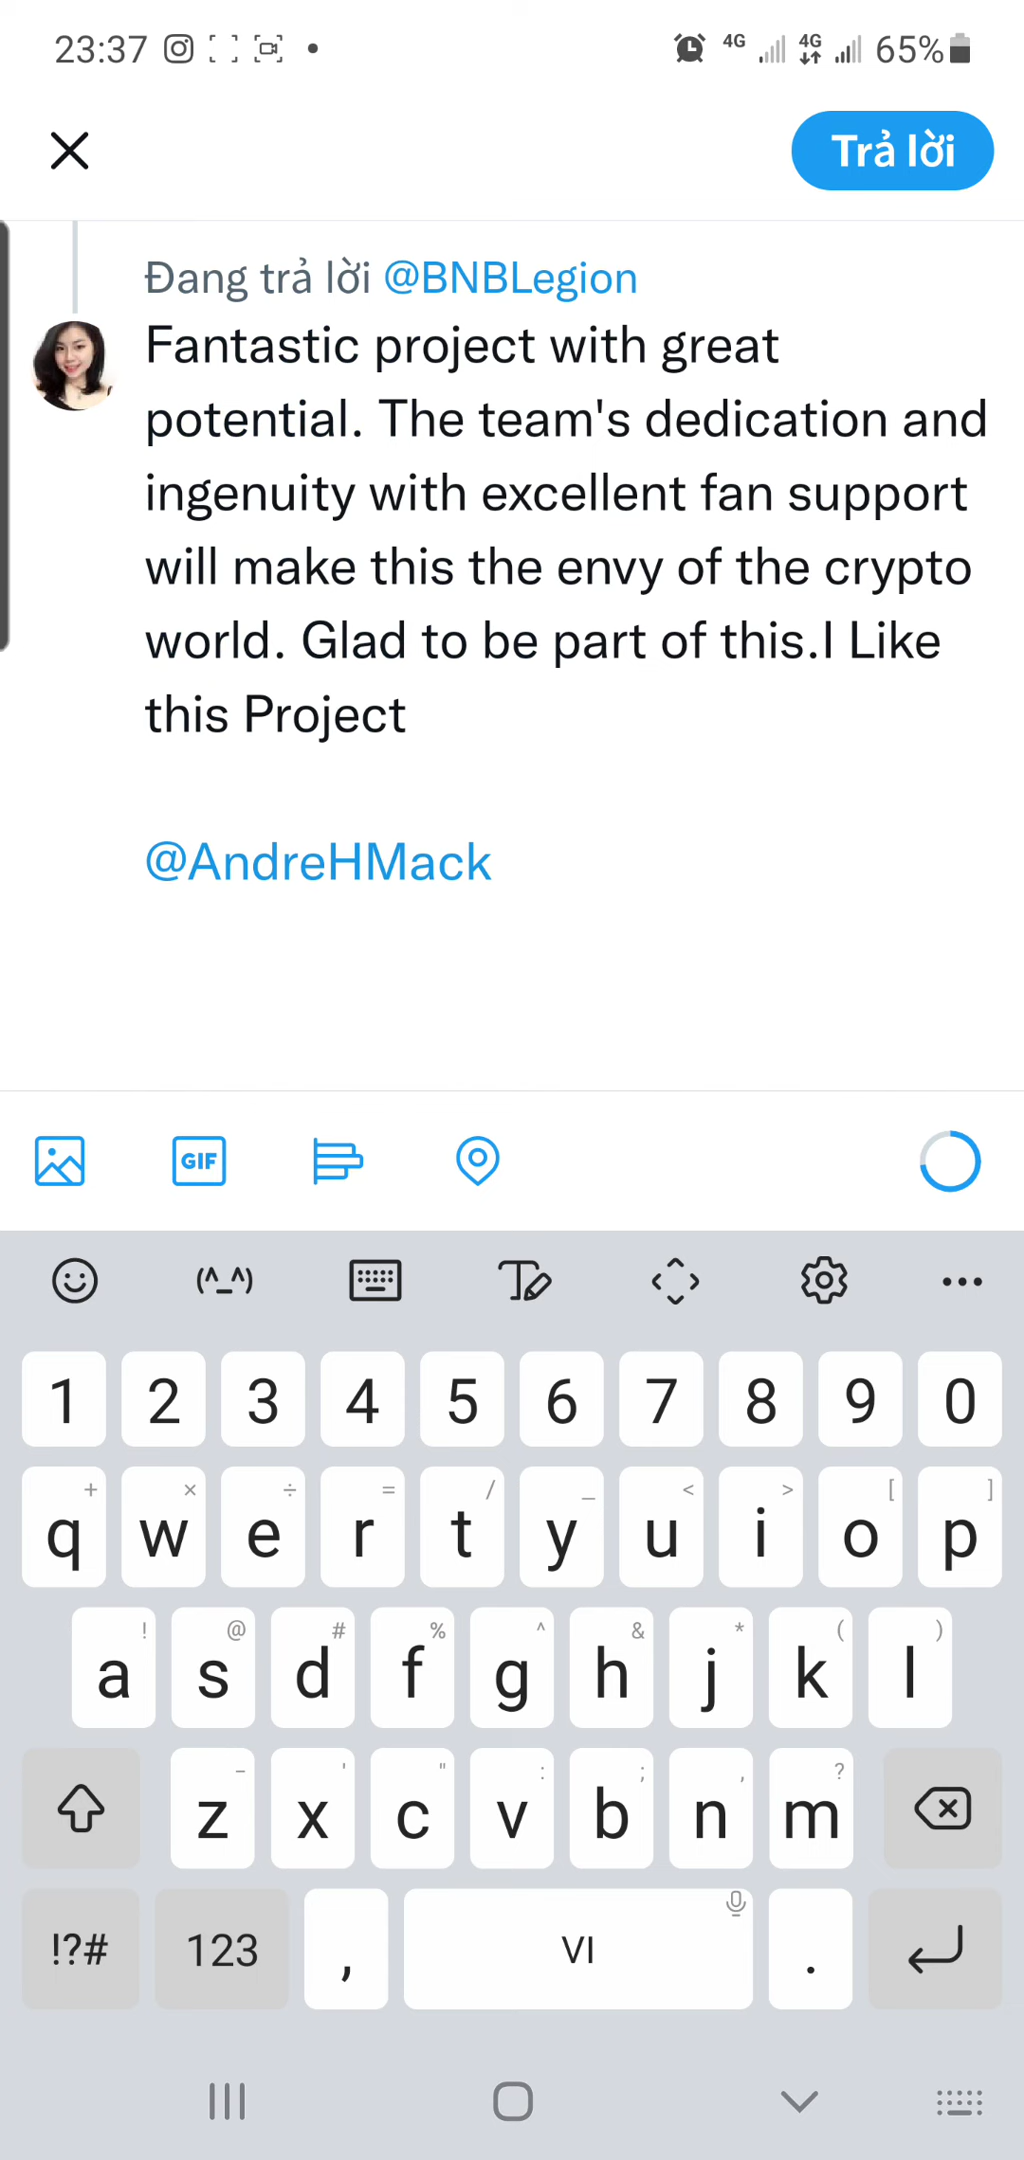 23:37 4G 4G 65%
Trả lời
Đang trả lời @BNBLegion
Fantastic project with great
potential. The team's dedication and
ingenuity with excellent fan support
will make this the envy of the crypto
world. Glad to be part of this.I Like
this Project
@AndreHMack
GIF
(^_^)
1 2 3 4 5 6 7 8 9 0
+ × ÷ = / _ < > [ ]
q w e r t y u i o p
! @ # % ^ & * ( )
a s d f g h j k l
- ' " : ; , ?
z x c v b n m
!?# 123 , VI .